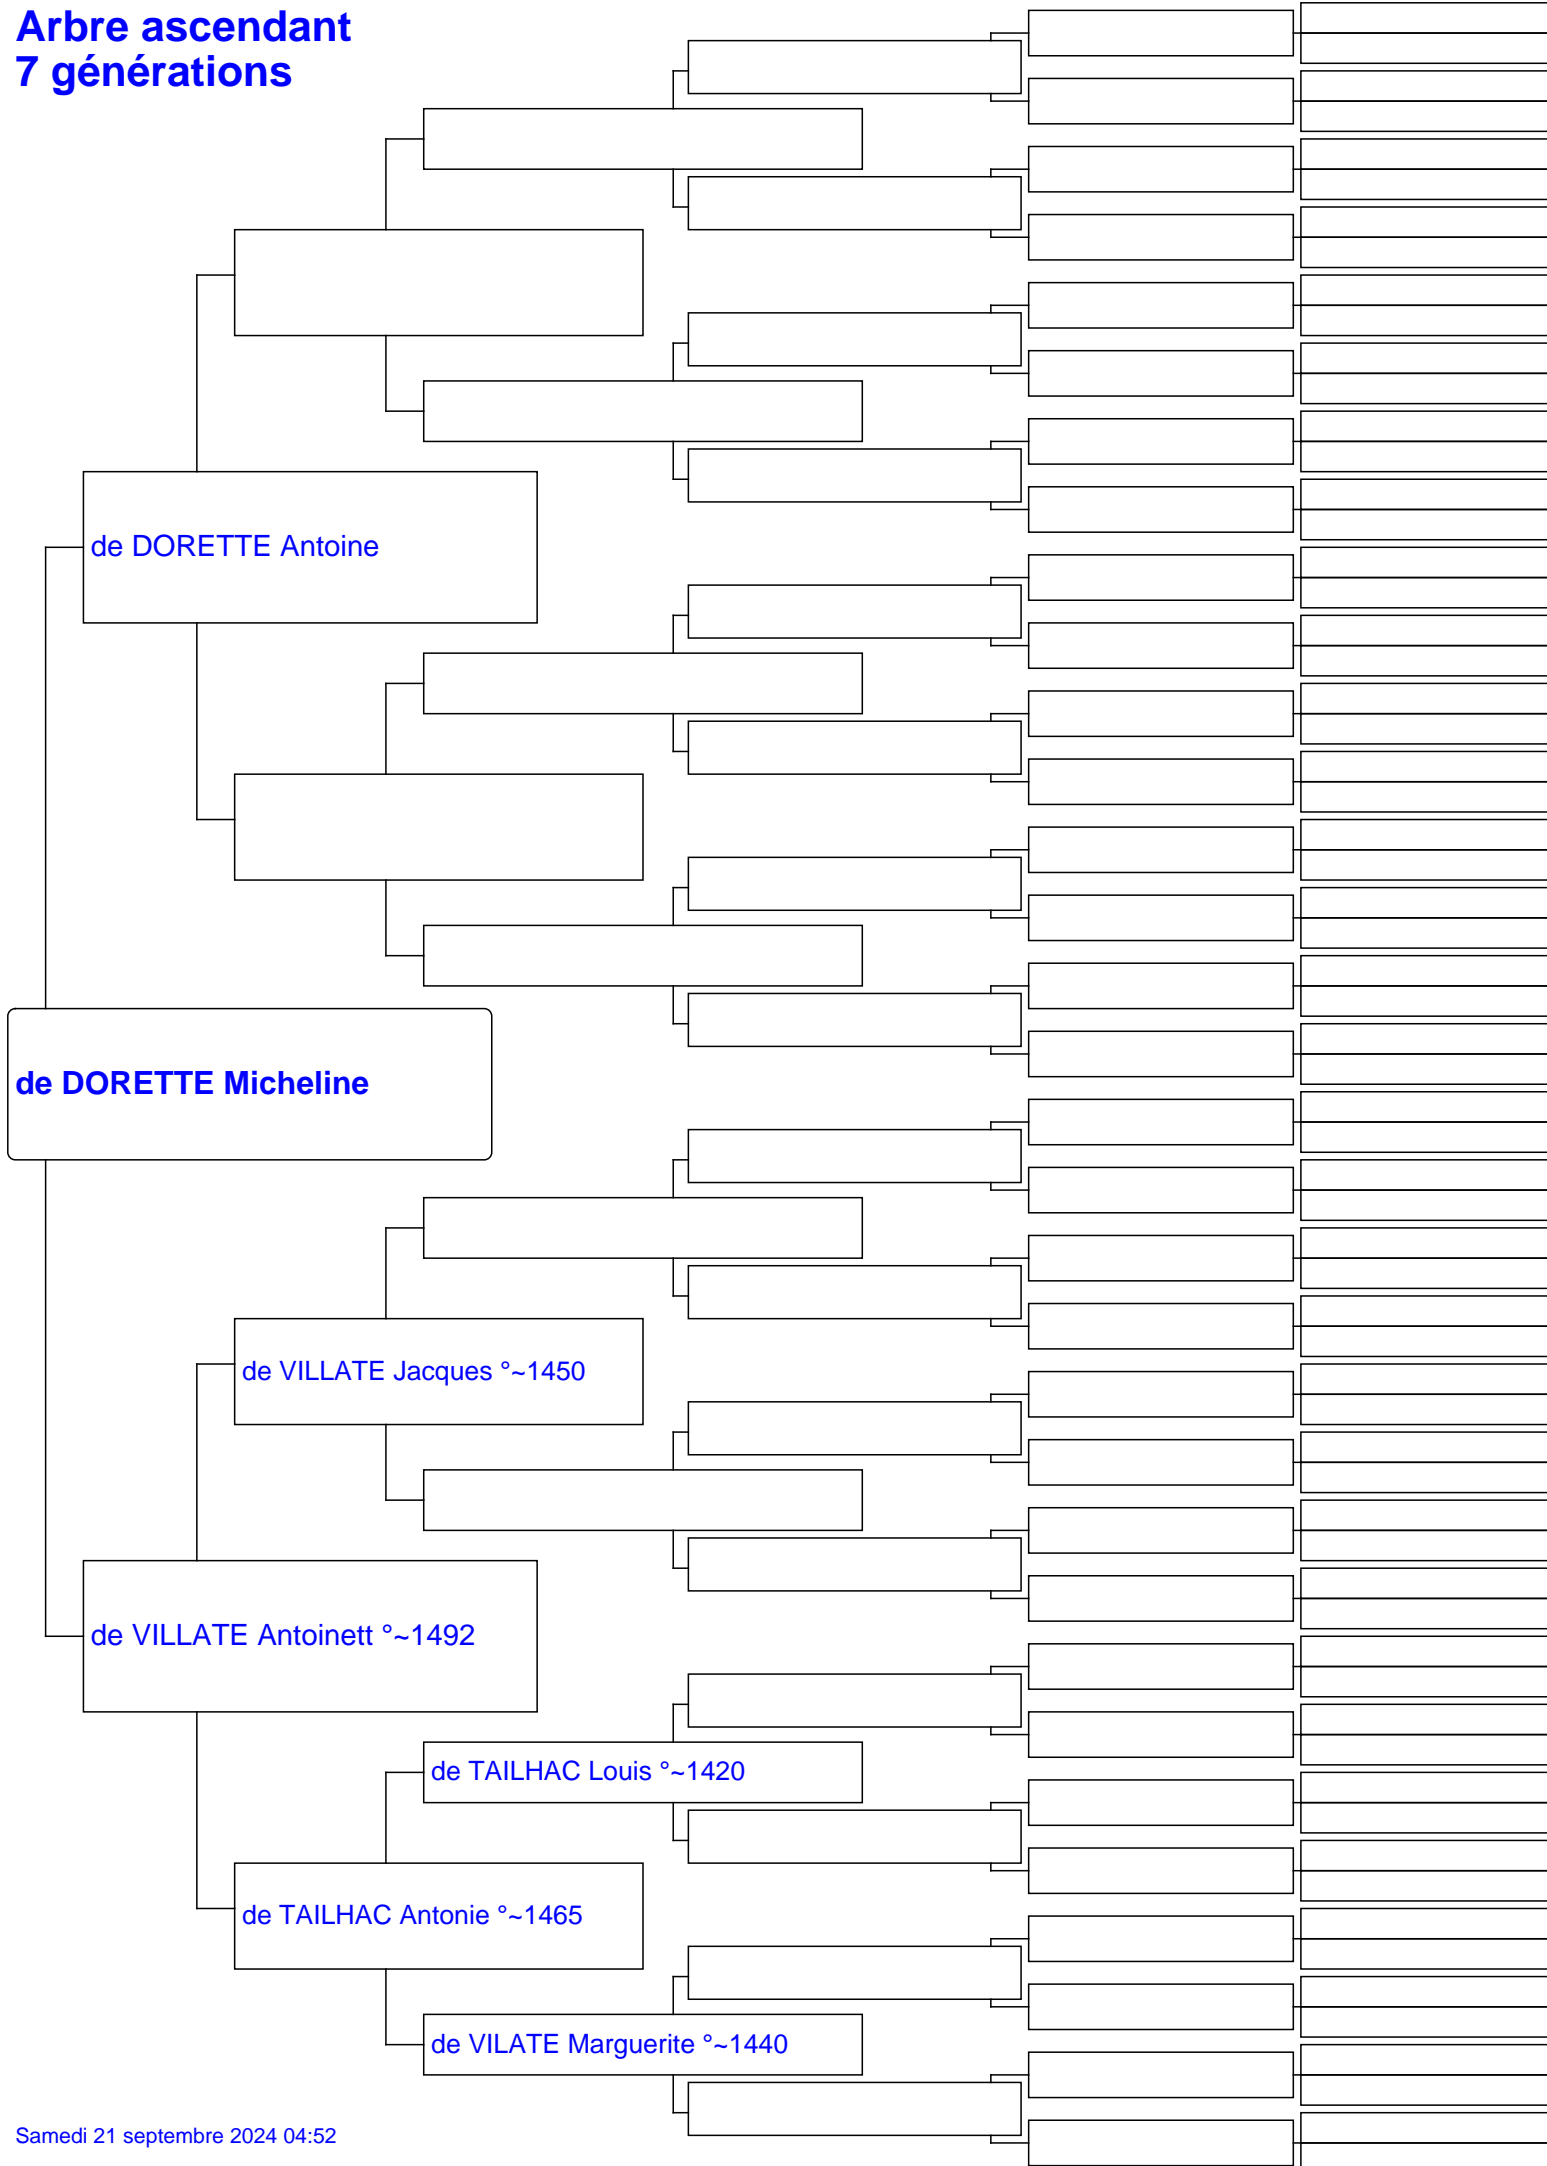 Arbre ascendant
7 générations
de DORETTE Antoine
de DORETTE Micheline
de VILLATE Jacques °~1450
de VILLATE Antoinett °~1492
de TAILHAC Louis °~1420
de TAILHAC Antonie °~1465
de VILATE Marguerite °~1440
Samedi 21 septembre 2024 04:52